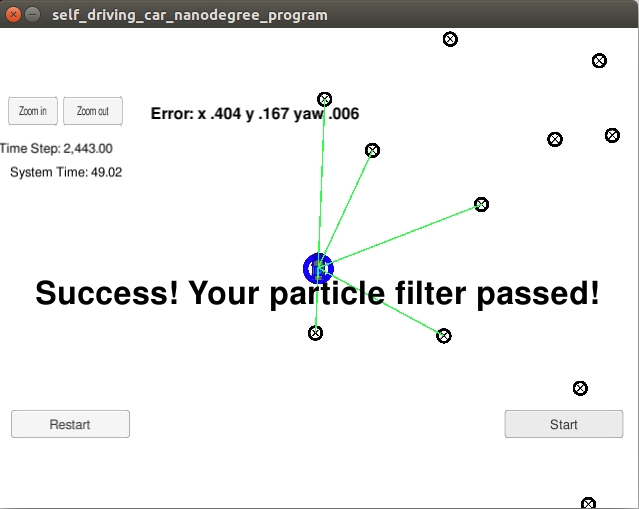 self_driving_car_nanodegree_program
Zoom in
Zoom out
Error: x .404 y .167 yaw .006
Time Step: 2,443.00
System Time: 49.02
Success! Your particle filter passed!
Restart
Start